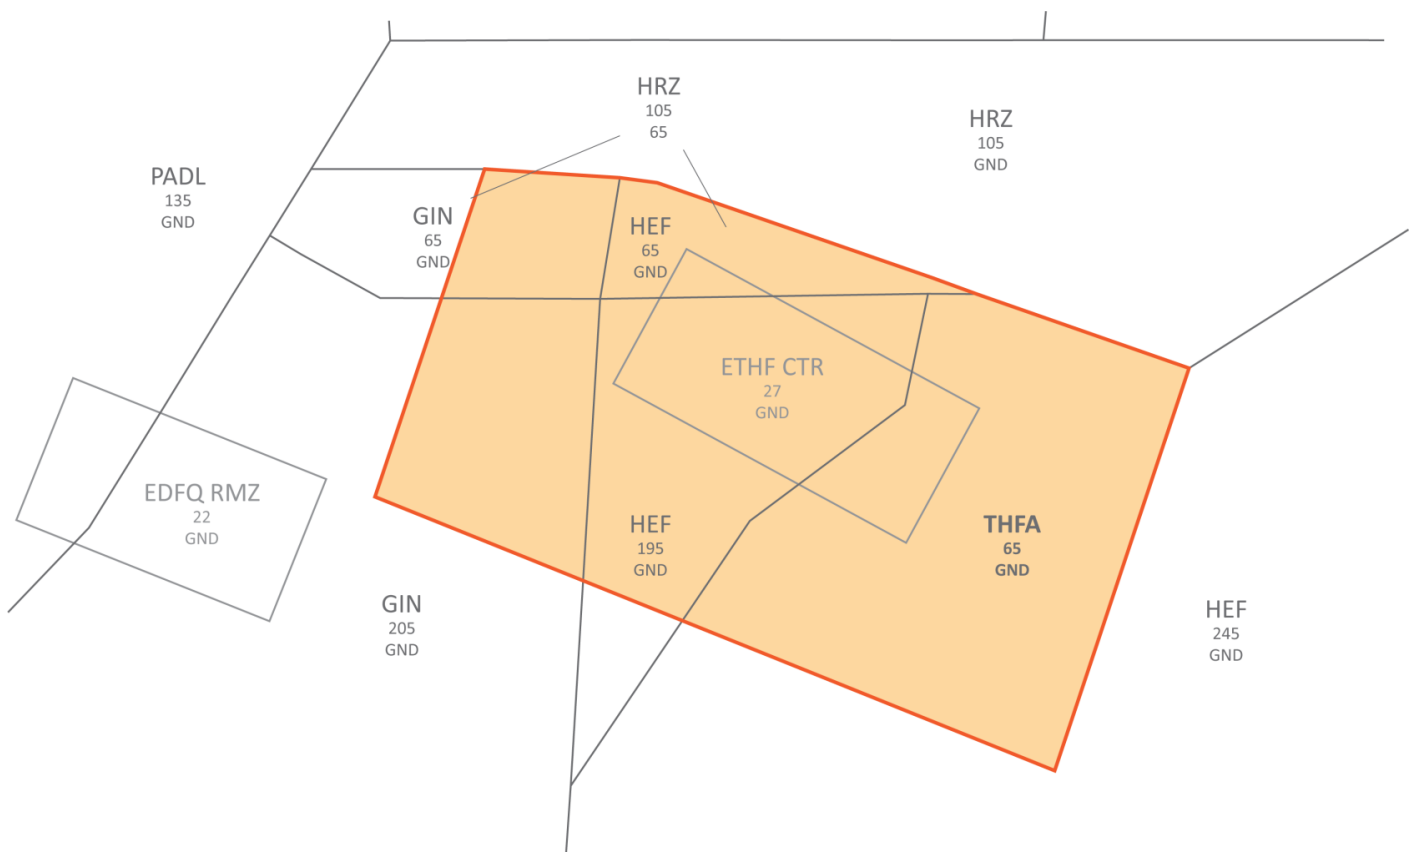 HRZ
105
65
HRZ
105
GND
PADL
135
GND
GIN
65
GND
HEF
65
GND
ETHF CTR
27
GND
EDFQ RMZ
22
GND
HEF
195
GND
THFA
65
GND
GIN
205
GND
HEF
245
GND